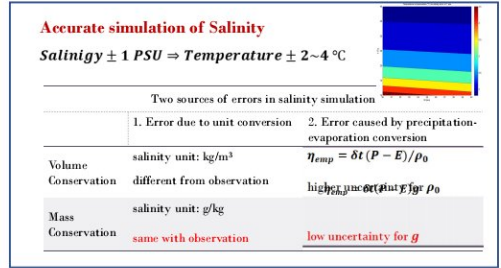 Accurate simulation of Salinity
Salinigy ± 1 PSU ⇒ Temperature ± 2~4 ℃
Two sources of errors in salinity simulation
1. Error due to unit conversion
2. Error caused by precipitation-
evaporation conversion
Volume
Conservation
salinity unit: kg/m³
different from observation
ηemp = δt (P − E)/ρ₀
higher uncertainty for ρ₀
Mass
Conservation
salinity unit: g/kg
same with observation
low uncertainty for g